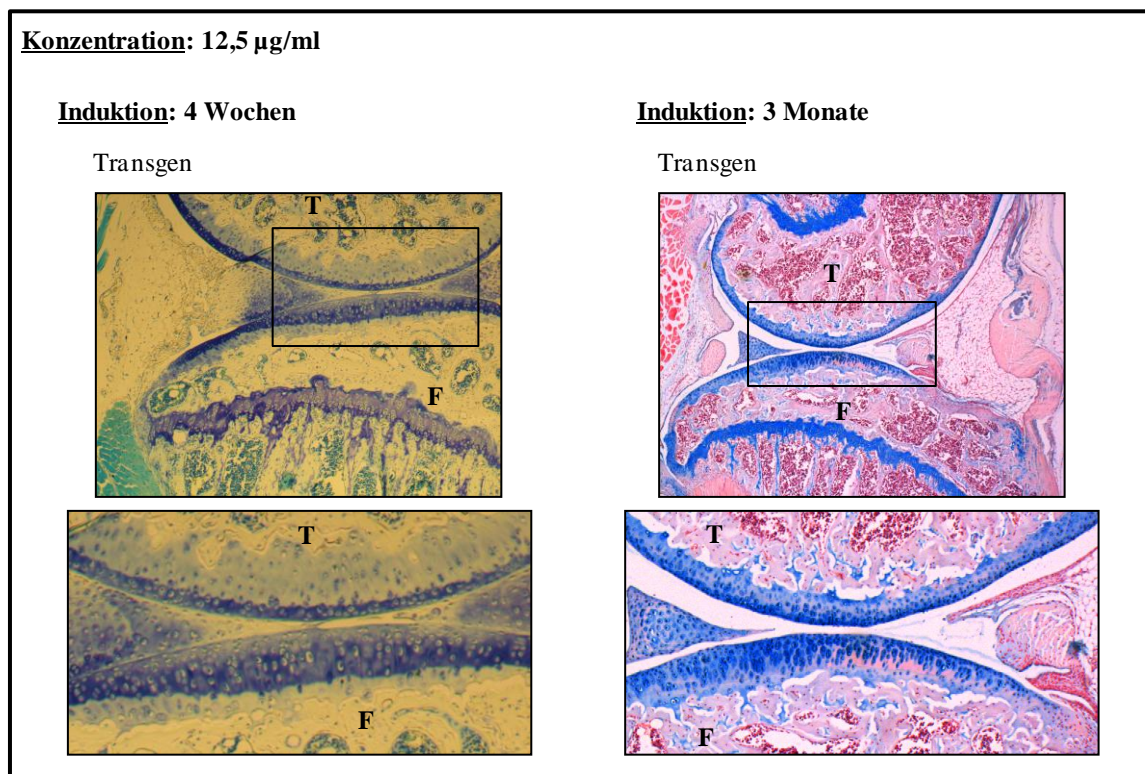 Konzentration: 12,5 µg/ml
Induktion: 4 Wochen
Induktion: 3 Monate
Transgen
Transgen
T
F
T
F
T
F
T
F